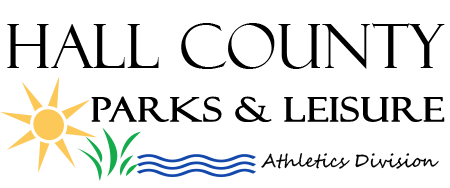 HALL COUNTY
PARKS & LEISURE
Athletics Division